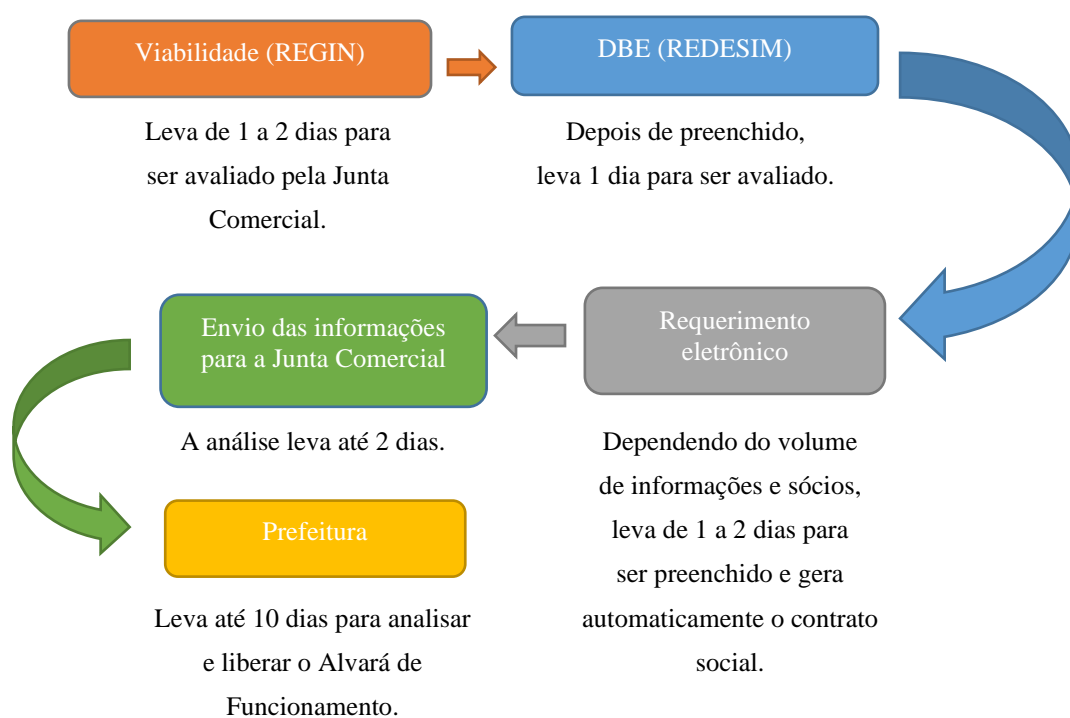 Viabilidade (REGIN)
Leva de 1 a 2 dias para
ser avaliado pela Junta
Comercial.
DBE (REDESIM)
Depois de preenchido,
leva 1 dia para ser avaliado.
Requerimento
eletrônico
Dependendo do volume
de informações e sócios,
leva de 1 a 2 dias para
ser preenchido e gera
automaticamente o contrato
social.
Envio das informações
para a Junta Comercial
A análise leva até 2 dias.
Prefeitura
Leva até 10 dias para analisar
e liberar o Alvará de
Funcionamento.